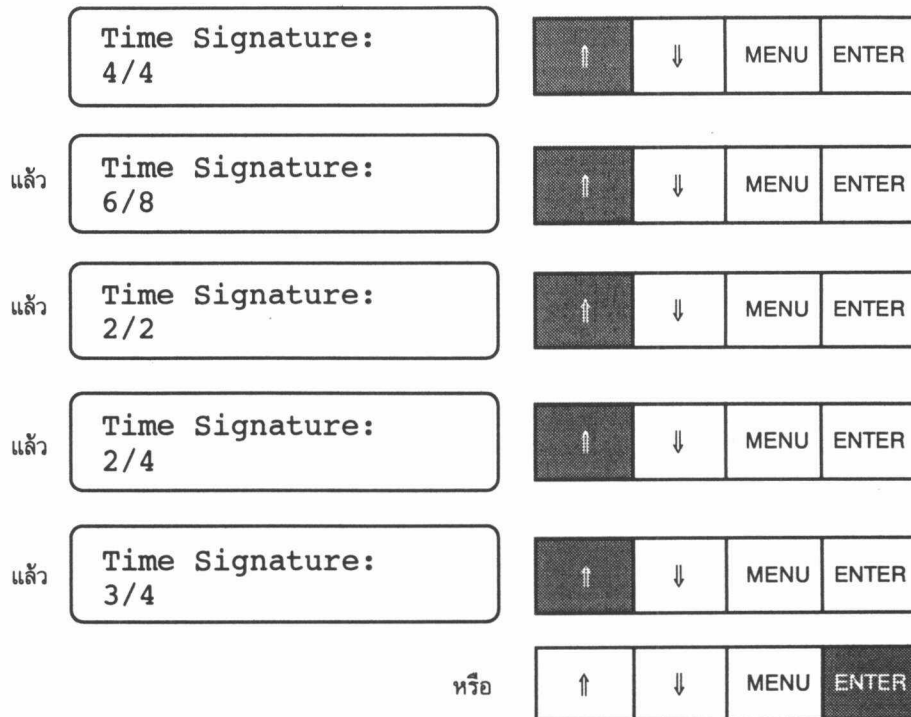 Time Signature:
4/4
⇑ ⇓ MENU ENTER
แล้ว
Time Signature:
6/8
⇑ ⇓ MENU ENTER
แล้ว
Time Signature:
2/2
⇑ ⇓ MENU ENTER
แล้ว
Time Signature:
2/4
⇑ ⇓ MENU ENTER
แล้ว
Time Signature:
3/4
⇑ ⇓ MENU ENTER
หรือ
⇑ ⇓ MENU ENTER